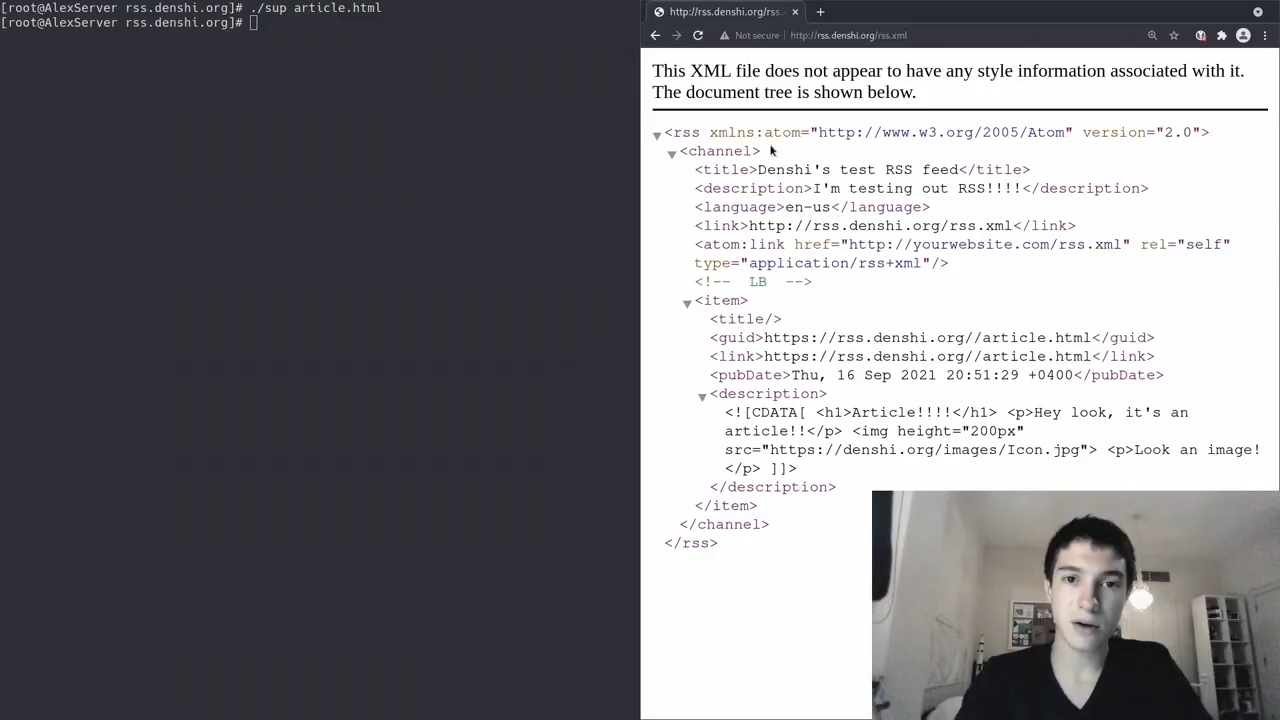 [root@AlexServer rss.denshi.org]# ./sup article.html
[root@AlexServer rss.denshi.org]#
http://rss.denshi.org/rss.
Not secure
http://rss.denshi.org/rss.xml
This XML file does not appear to have any style information associated with it.
The document tree is shown below.
<rss xmlns:atom="http://www.w3.org/2005/Atom" version="2.0">
<channel>
<title>Denshi's test RSS feed</title>
<description>I'm testing out RSS!!!!</description>
<language>en-us</language>
<link>http://rss.denshi.org/rss.xml</link>
<atom:link href="http://yourwebsite.com/rss.xml" rel="self"
type="application/rss+xml"/>
<!-- LB -->
<item>
<title/>
<guid>https://rss.denshi.org//article.html</guid>
<link>https://rss.denshi.org//article.html</link>
<pubDate>Thu, 16 Sep 2021 20:51:29 +0400</pubDate>
<description>
<![CDATA[ <h1>Article!!!!</h1> <p>Hey look, it's an
article!!</p> <img height="200px"
src="https://denshi.org/images/Icon.jpg"> <p>Look an image!
</p> ]]>
</description>
</item>
</channel>
</rss>